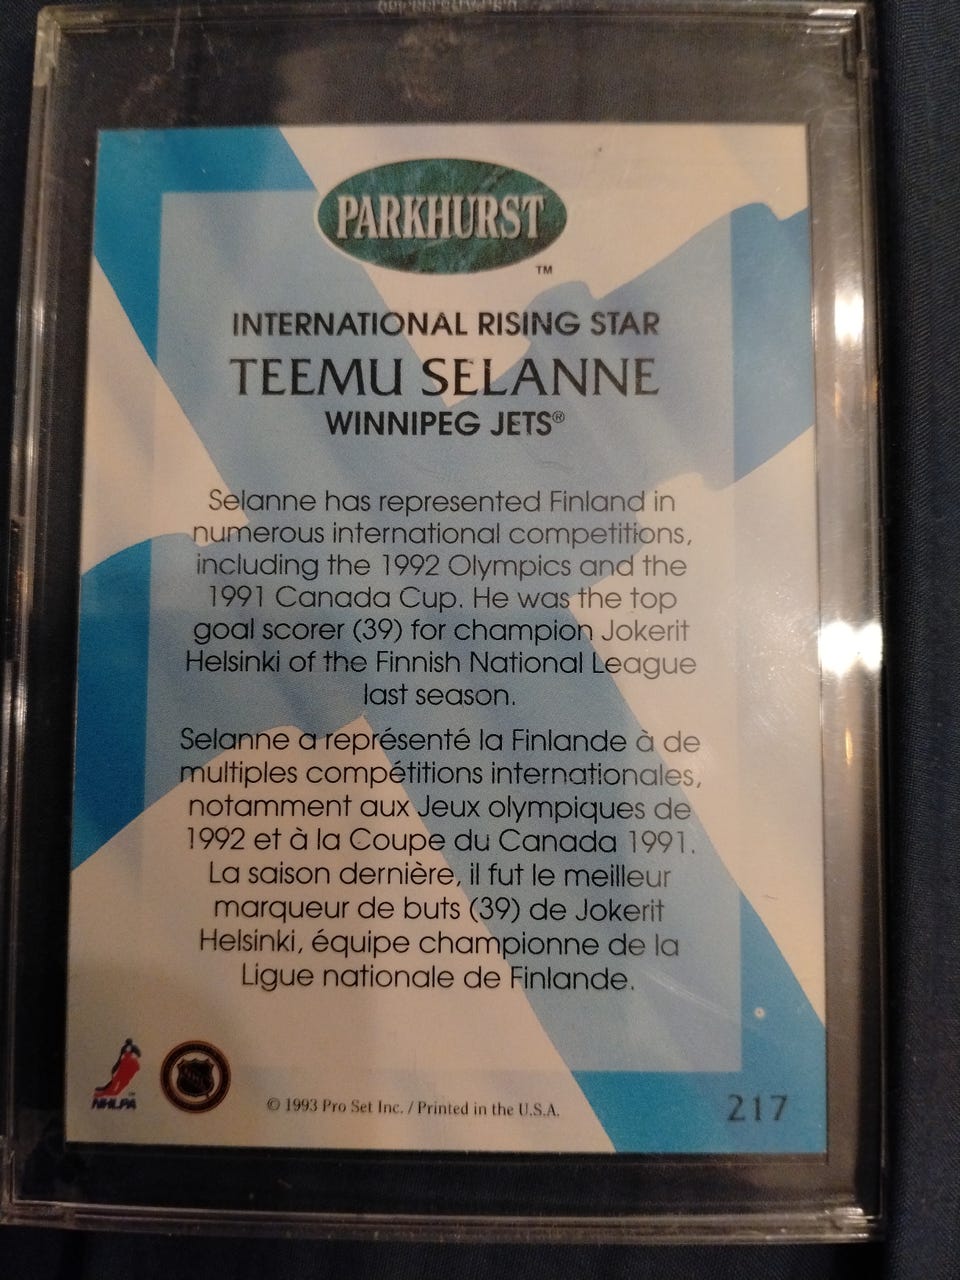 PARKHURST
TM
INTERNATIONAL RISING STAR
TEEMU SELANNE
WINNIPEG JETS®
Selanne has represented Finland in
numerous international competitions,
including the 1992 Olympics and the
1991 Canada Cup. He was the top
goal scorer (39) for champion Jokerit
Helsinki of the Finnish National League
last season.
Selanne a représenté la Finlande à de
multiples compétitions internationales,
notamment aux Jeux olympiques de
1992 et à la Coupe du Canada 1991.
La saison dernière, il fut le meilleur
marqueur de buts (39) de Jokerit
Helsinki, équipe championne de la
Ligue nationale de Finlande.
NHLPA
© 1993 Pro Set Inc. / Printed in the U.S.A.
217